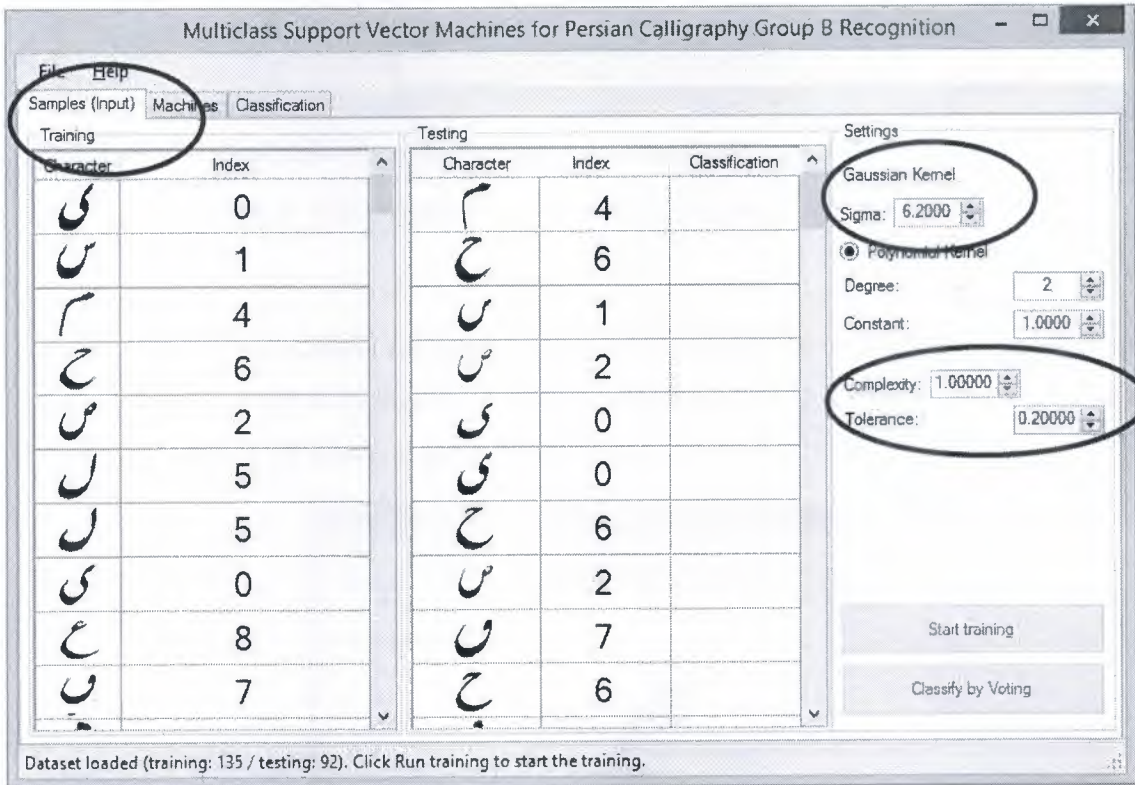 Multiclass Support Vector Machines for Persian Calligraphy Group B Recognition
File Help
Samples (Input) Machines Classification
Training
Character Index
ی 0
س 1
م 4
ح 6
ص 2
ل 5
ل 5
ی 0
ع 8
ق 7
Testing
Character Index Classification
م 4
ح 6
س 1
ص 2
ی 0
ی 0
ح 6
ص 2
ق 7
ح 6
Settings
Gaussian Kernel
Sigma: 6.2000
Polynomial Kernel
Degree: 2
Constant: 1.0000
Complexity: 1.00000
Tolerance: 0.20000
Start training
Classify by Voting
Dataset loaded (training: 135 / testing: 92). Click Run training to start the training.